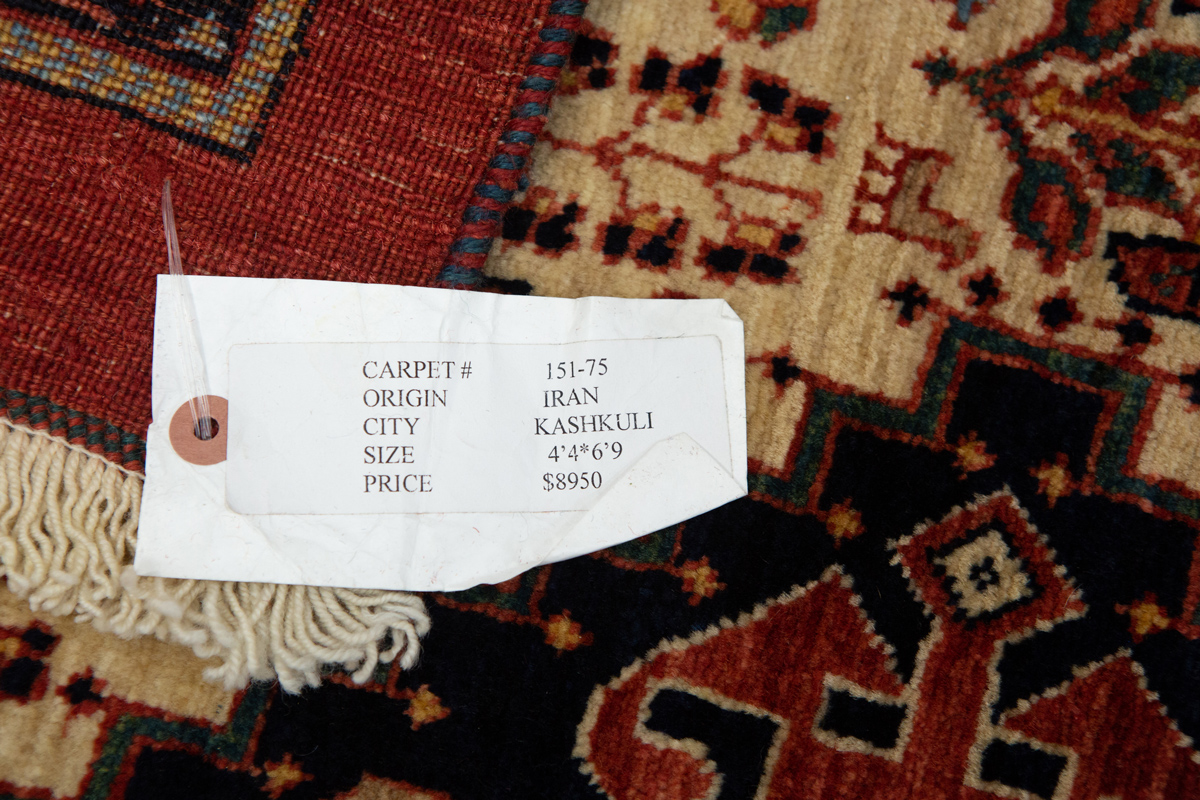 CARPET # 151-75
ORIGIN IRAN
CITY KASHKULI
SIZE 4'4*6'9
PRICE $8950